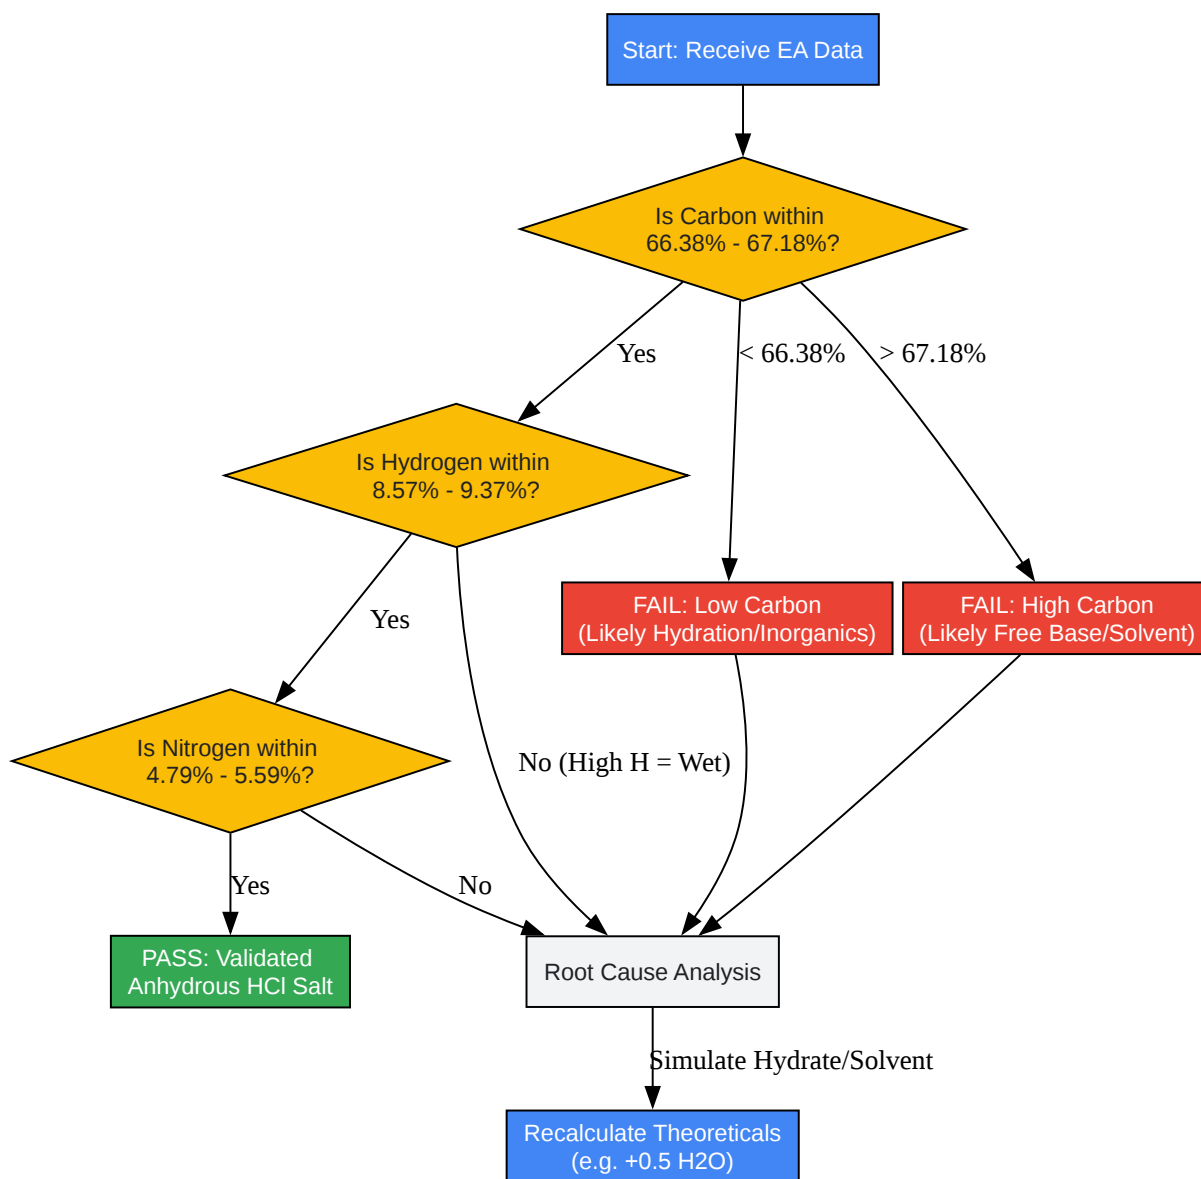 Start: Receive EA Data
Is Carbon within
66.38% - 67.18%?
Yes
< 66.38%
> 67.18%
Is Hydrogen within
8.57% - 9.37%?
FAIL: Low Carbon
(Likely Hydration/Inorganics)
FAIL: High Carbon
(Likely Free Base/Solvent)
Yes
Is Nitrogen within
4.79% - 5.59%?
No (High H = Wet)
Yes
No
PASS: Validated
Anhydrous HCl Salt
Root Cause Analysis
Simulate Hydrate/Solvent
Recalculate Theoreticals
(e.g. +0.5 H2O)